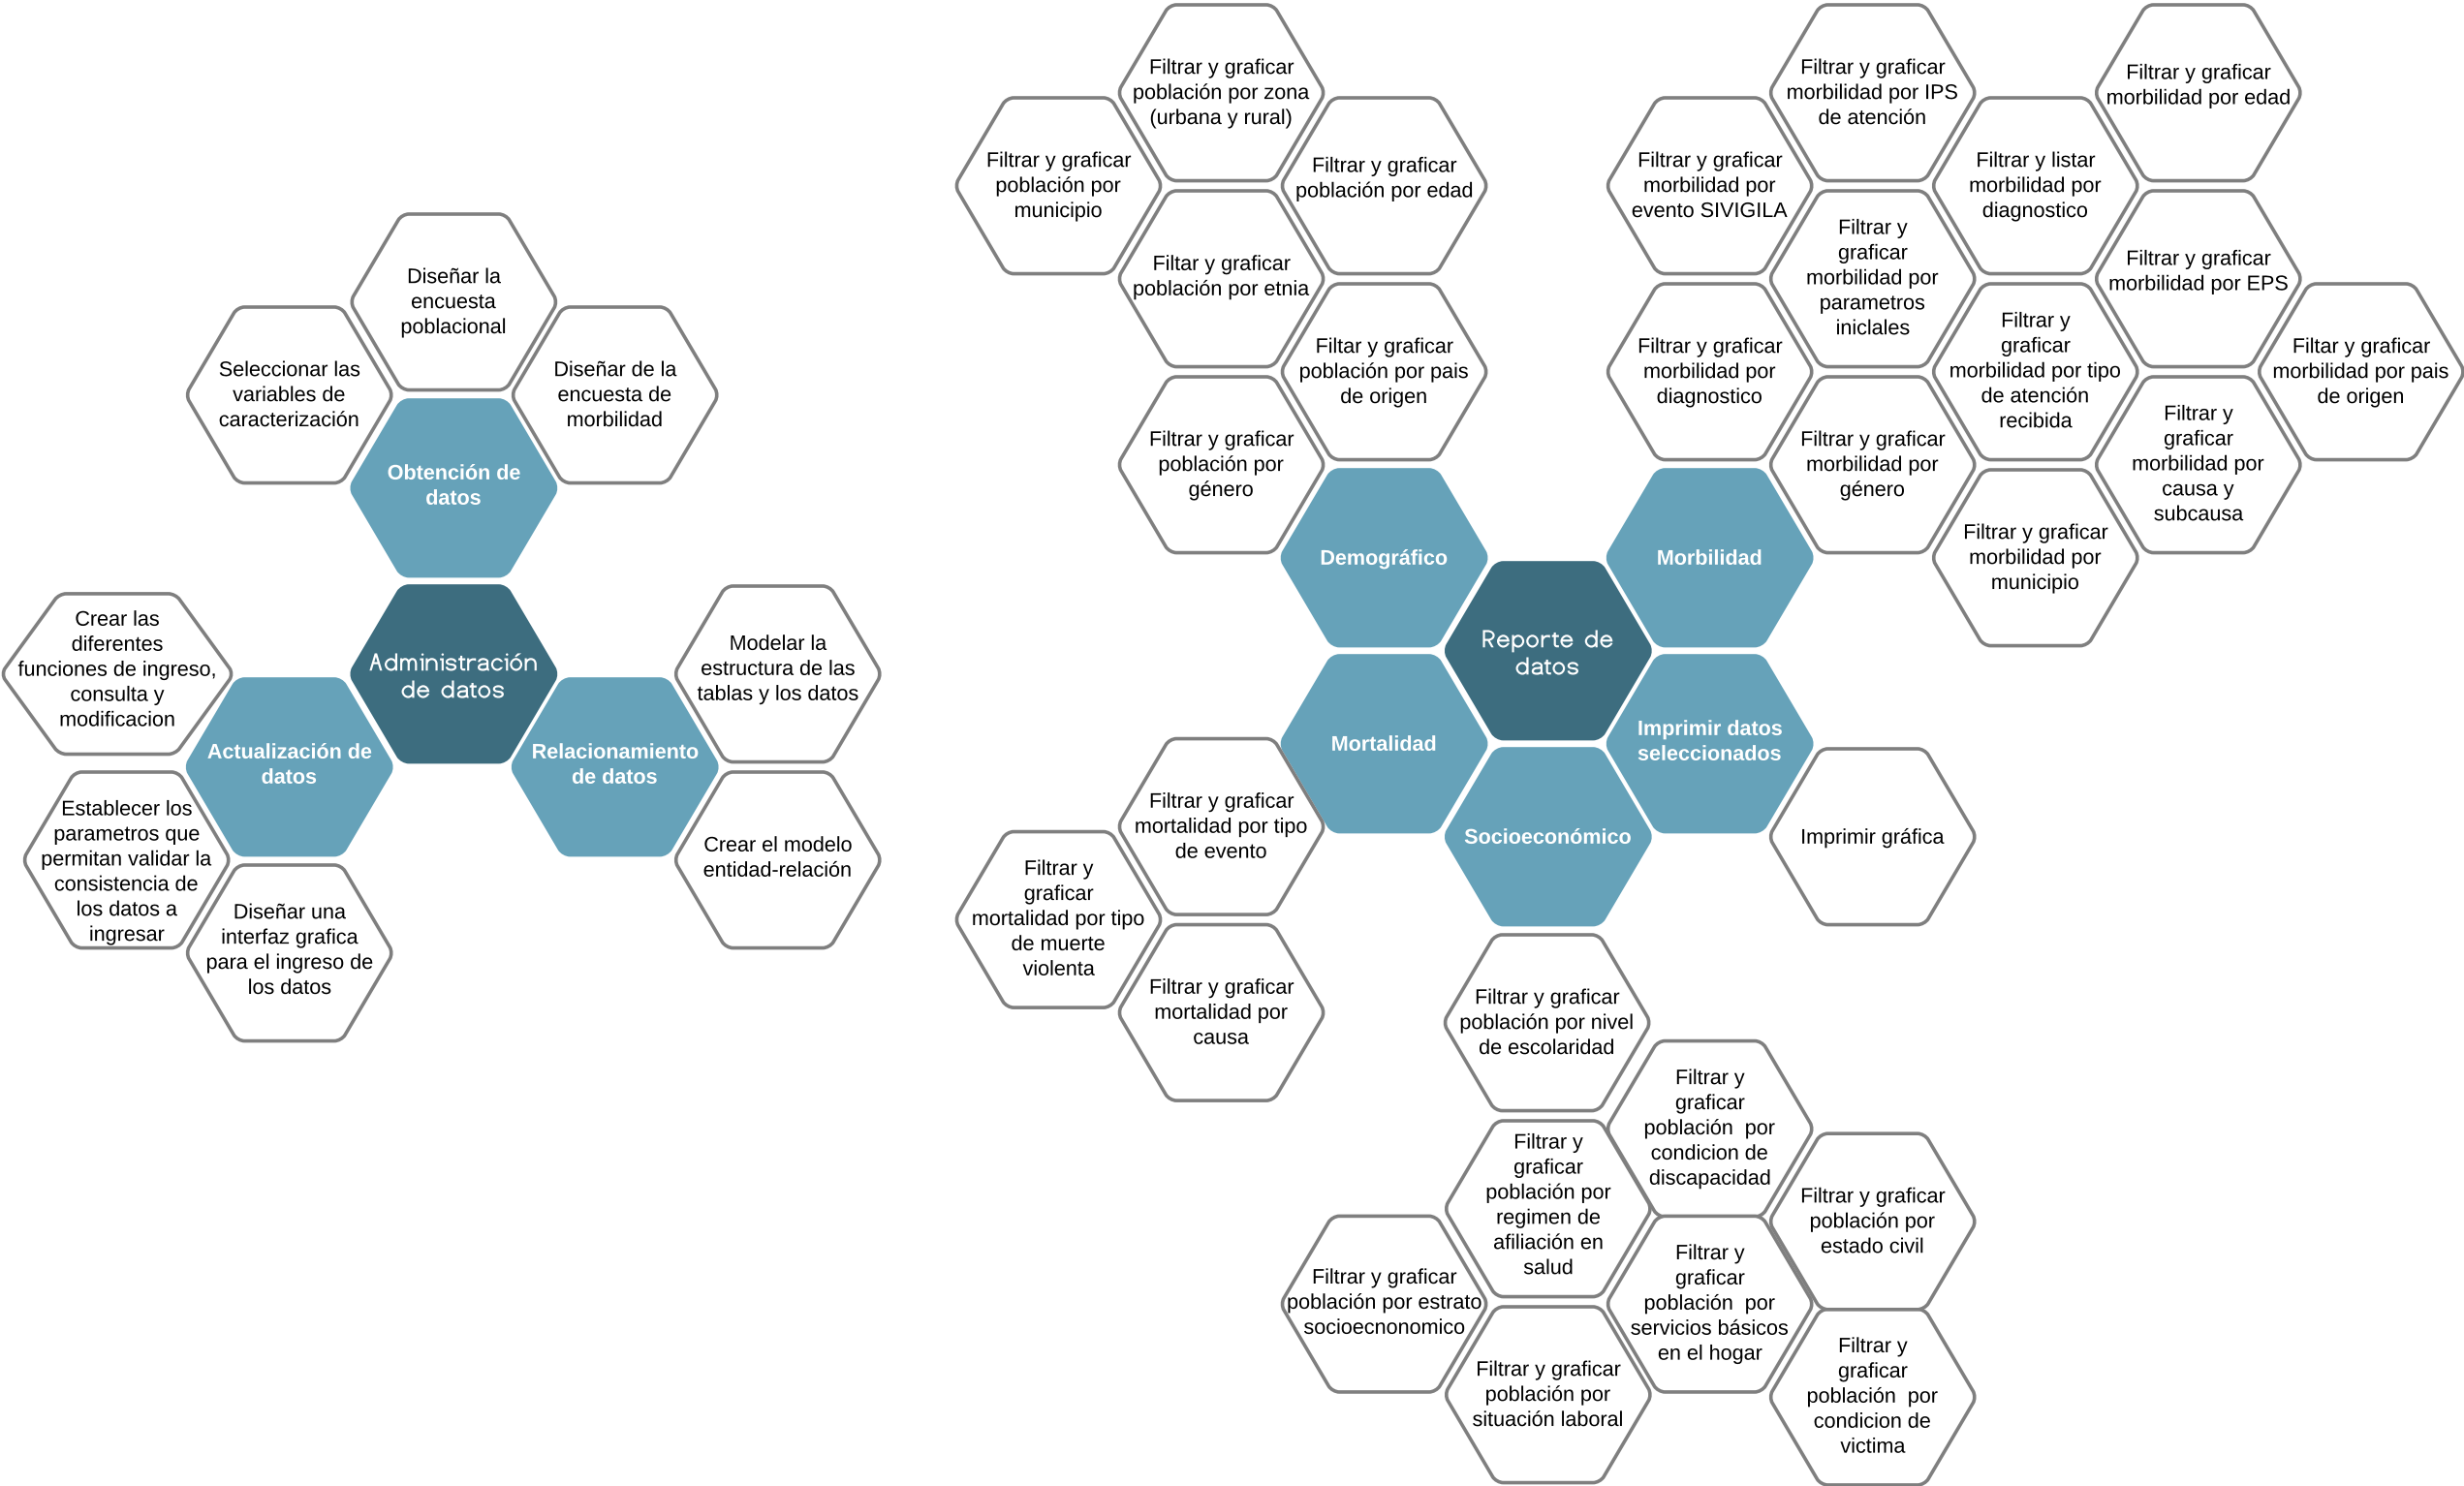 Diseñar la
encuesta
poblacional
Seleccionar las
variables de
caracterización
Diseñar de la
encuesta de
morbilidad
Obtención de
datos
Administración
de datos
Crear las
diferentes
funciones de ingreso,
consulta y
modificacion
Actualización de
datos
Establecer los
parametros que
permitan validar la
consistencia de
los datos a
ingresar
Diseñar una
interfaz grafica
para el ingreso de
los datos
Relacionamiento
de datos
Modelar la
estructura de las
tablas y los datos
Crear el modelo
entidad-relación
Filtrar y graficar
población por zona
(urbana y rural)
Filtrar y graficar
población por
municipio
Filtrar y graficar
población por edad
Filtar y graficar
población por etnia
Filtar y graficar
población por pais
de origen
Filtrar y graficar
población por
género
Demográfico
Filtrar y graficar
morbilidad por IPS
de atención
Filtrar y graficar
morbilidad por edad
Filtrar y graficar
morbilidad por
evento SIVIGILA
Filtrar y listar
morbilidad por
diagnostico
Filtrar y
graficar
morbilidad por
parametros
iniclales
Filtrar y graficar
morbilidad por EPS
Filtrar y graficar
morbilidad por
diagnostico
Filtrar y
graficar
morbilidad por tipo
de atención
recibida
Filtar y graficar
morbilidad por pais
de origen
Filtrar y graficar
morbilidad por
género
Filtrar y
graficar
morbilidad por
causa y
subcausa
Filtrar y graficar
morbilidad por
municipio
Morbilidad
Reporte de
datos
Mortalidad
Imprimir datos
seleccionados
Socioeconómico
Imprimir gráfica
Filtrar y graficar
mortalidad por tipo
de evento
Filtrar y
graficar
mortalidad por tipo
de muerte
violenta
Filtrar y graficar
mortalidad por
causa
Filtrar y graficar
población por nivel
de escolaridad
Filtrar y
graficar
población  por
condicion de
discapacidad
Filtrar y
graficar
población por
regimen de
afiliación en
salud
Filtrar y graficar
población por
estado civil
Filtrar y graficar
población por estrato
socioecnonomico
Filtrar y
graficar
población  por
servicios básicos
en el hogar
Filtrar y graficar
población por
situación laboral
Filtrar y
graficar
población  por
condicion de
victima